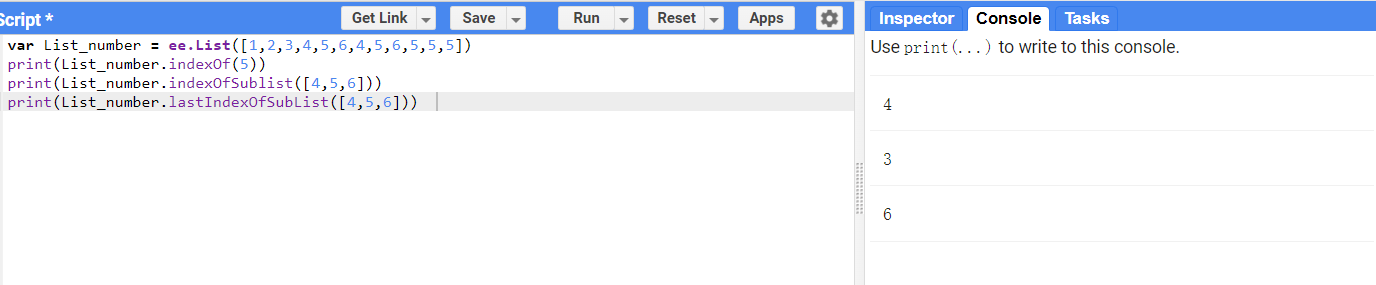 Script *
Get Link
Save
Run
Reset
Apps
Inspector
Console
Tasks
var List_number = ee.List([1,2,3,4,5,6,4,5,6,5,5,5])
print(List_number.indexOf(5))
print(List_number.indexOfSublist([4,5,6]))
print(List_number.lastIndexOfSubList([4,5,6]))
Use print(...) to write to this console.
4
3
6